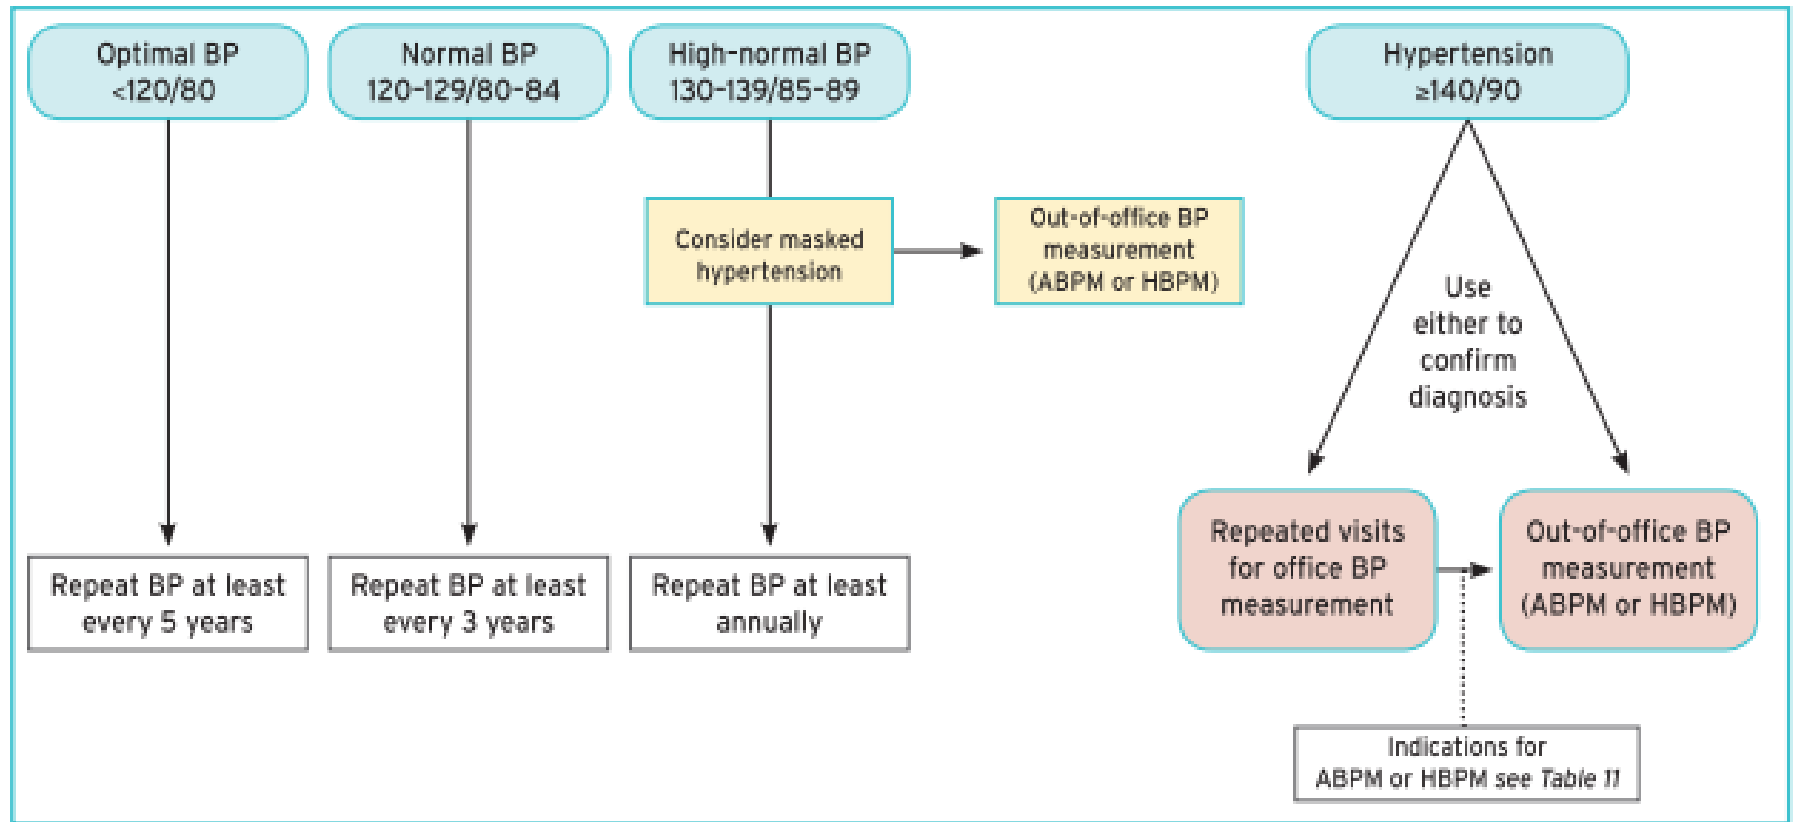 Optimal BP
<120/80
Normal BP
120–129/80–84
High-normal BP
130–139/85–89
Hypertension
≥140/90
Consider masked
hypertension
Out-of-office BP
measurement
(ABPM or HBPM)
Use
either to
confirm
diagnosis
Repeat BP at least
every 5 years
Repeat BP at least
every 3 years
Repeat BP at least
annually
Repeated visits
for office BP
measurement
Out-of-office BP
measurement
(ABPM or HBPM)
Indications for
ABPM or HBPM see Table 11